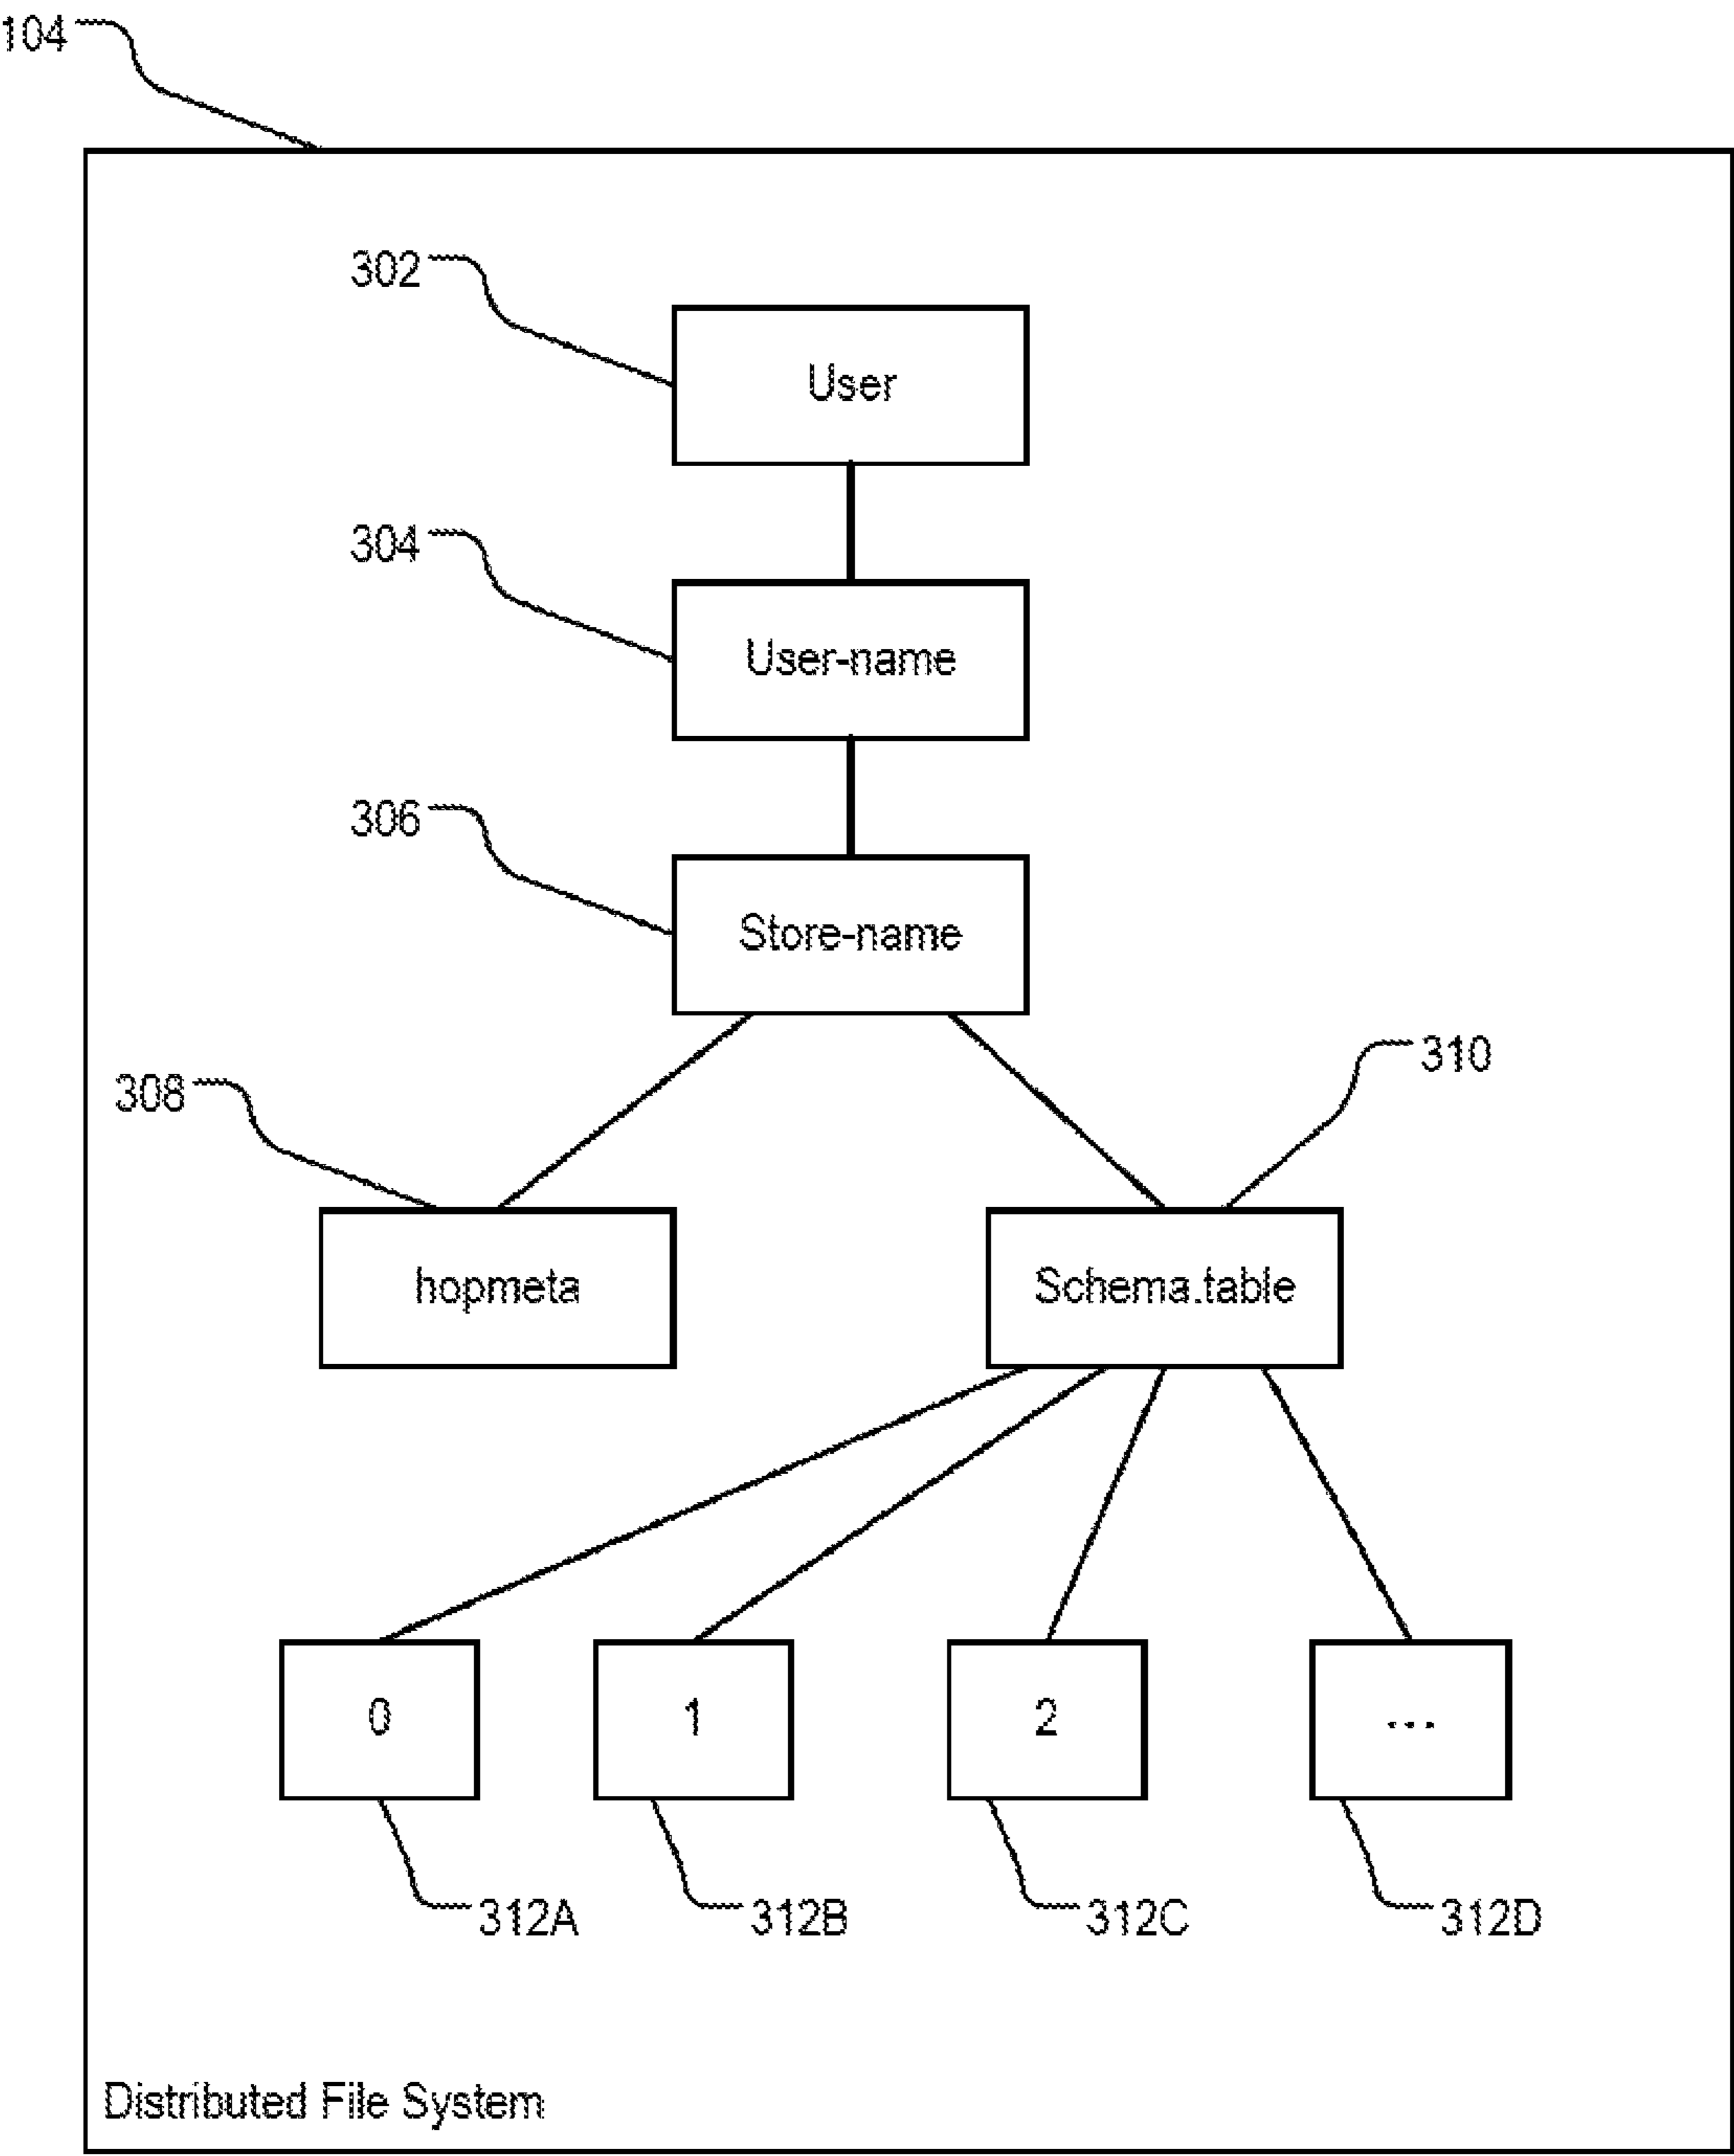 104
302
User
304
User-name
306
Store-name
308
310
hopmeta
Schema.table
0
1
2
...
312A
312B
312C
312D
Distributed File System